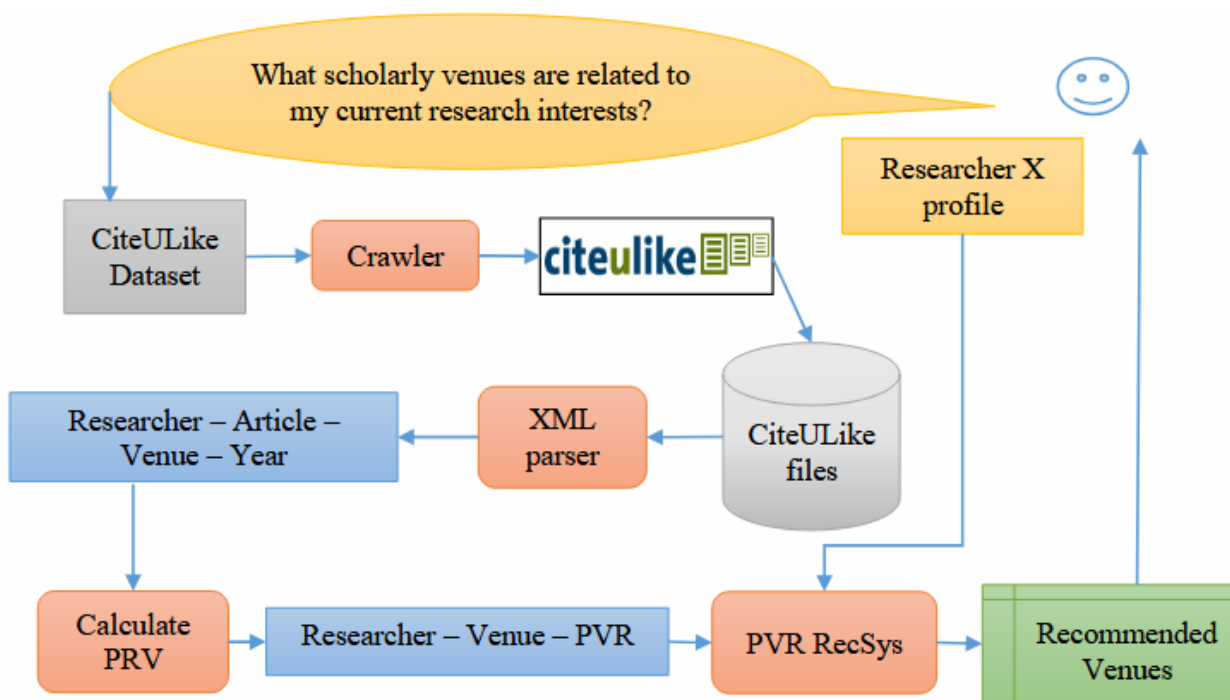 What scholarly venues are related to
my current research interests?
Researcher X
profile
CiteULike
Dataset
Crawler
citeulike
Researcher – Article –
Venue – Year
XML
parser
CiteULike
files
Calculate
PRV
Researcher – Venue – PVR
PVR RecSys
Recommended
Venues